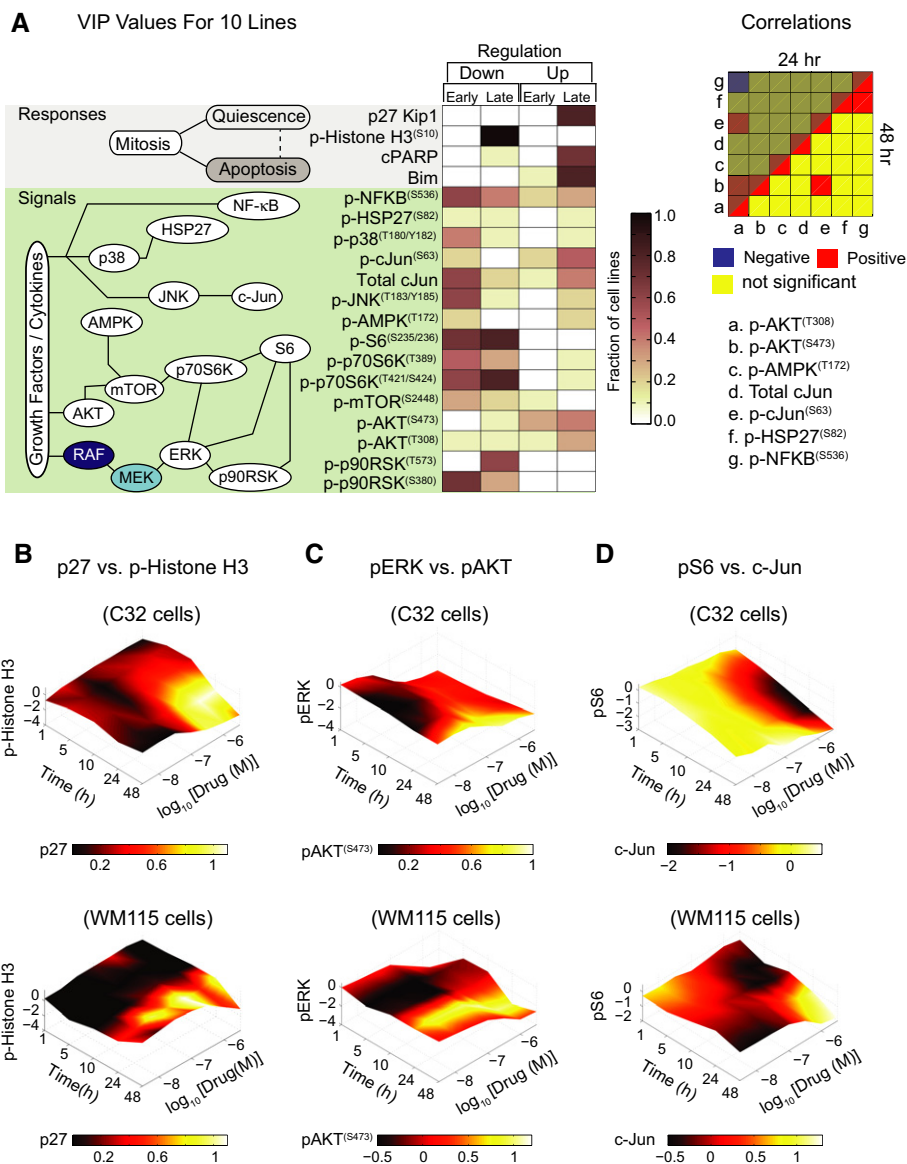 A
VIP Values For 10 Lines
Correlations
Regulation
Down Up
Early Late Early Late
Responses
Quiescence
Mitosis
Apoptosis
p27 Kip1
p-Histone H3(S10)
cPARP
Bim
Signals
Growth Factors / Cytokines
NF-κB
HSP27
p38
JNK
c-Jun
AMPK
S6
p70S6K
mTOR
AKT
RAF
ERK
MEK
p90RSK
p-NFKB(S536)
p-HSP27(S82)
p-p38(T180/Y182)
p-cJun(S63)
Total cJun
p-JNK(T183/Y185)
p-AMPK(T172)
p-S6(S235/236)
p-p70S6K(T389)
p-p70S6K(T421/S424)
p-mTOR(S2448)
p-AKT(S473)
p-AKT(T308)
p-p90RSK(T573)
p-p90RSK(S380)
Fraction of cell lines
1.0
0.8
0.6
0.4
0.2
0.0
24 hr
48 hr
g
f
e
d
c
b
a
a b c d e f g
Negative Positive
not significant
a. p-AKT(T308)
b. p-AKT(S473)
c. p-AMPK(T172)
d. Total cJun
e. p-cJun(S63)
f. p-HSP27(S82)
g. p-NFKB(S536)
B
p27 vs. p-Histone H3
(C32 cells)
p-Histone H3
0
−2
−4
1
5
10
24
48
Time (h)
−8
−7
−6
log10[Drug (M)]
p27
0.2 0.6 1
(WM115 cells)
p-Histone H3
0
−2
−4
1
5
10
24
48
Time(h)
−8
−7
−6
log10[Drug(M)]
p27
0.2 0.6 1
C
pERK vs. pAKT
(C32 cells)
pERK
0
−2
−4
1
5
10
24
48
Time (h)
−8
−7
−6
log10[Drug (M)]
pAKT(S473)
0.2 0.6 1
(WM115 cells)
pERK
0
−2
−4
1
5
10
24
48
Time (h)
−8
−7
−6
log10[Drug (M)]
pAKT(S473)
−0.5 0 0.5 1
D
pS6 vs. c-Jun
(C32 cells)
pS6
0
−1
−2
−3
1
5
10
24
48
Time (h)
−8
−7
−6
log10[Drug (M)]
c-Jun
−2 −1 0
(WM115 cells)
pS6
0
−1
−2
1
5
10
24
48
Time (h)
−8
−7
−6
log10[Drug (M)]
c-Jun
−0.5 0 0.5 1